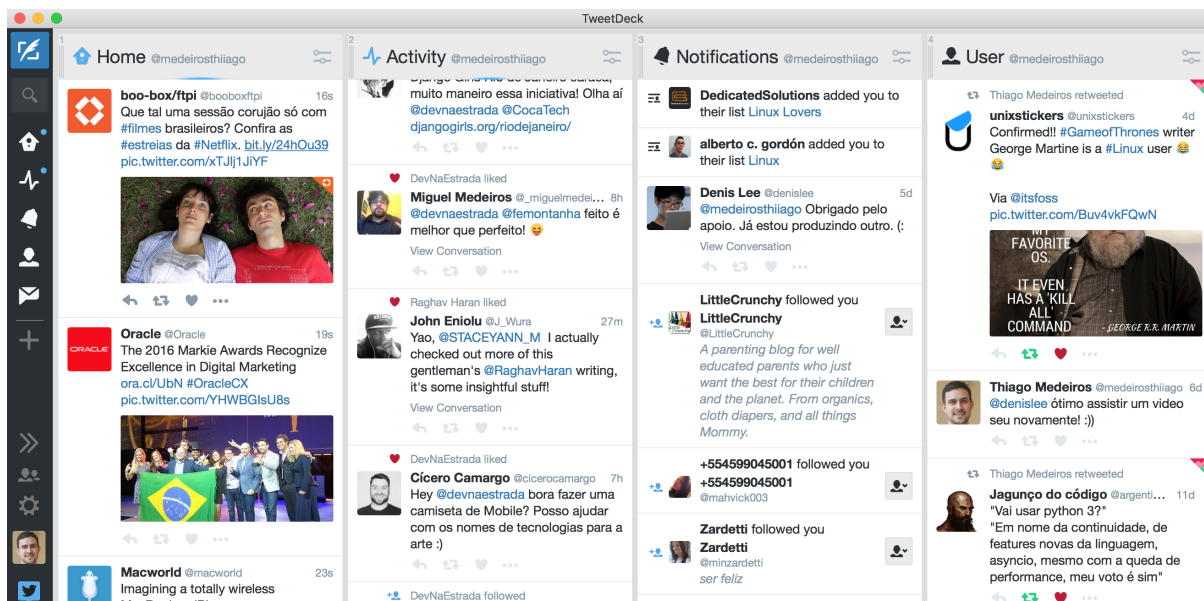 TweetDeck
1
Home @medeirosthiiago
boo-box/ftpi @booboxftpi 16s
Que tal uma sessão corujão só com
#filmes brasileiros? Confira as
#estreias da #Netflix. bit.ly/24hOu39
pic.twitter.com/xTJlj1JiYF
Oracle @Oracle 19s
ORACLE
The 2016 Markie Awards Recognize
Excellence in Digital Marketing
ora.cl/UbN #OracleCX
pic.twitter.com/YHWBGIsU8s
Macworld @macworld 23s
Imagining a totally wireless
2
Activity @medeirosthiiago
muito maneiro essa iniciativa! Olha aí
@devnaestrada @CocaTech
djangogirls.org/riodejaneiro/
DevNaEstrada liked
Miguel Medeiros @_miguelmedei... 8h
@devnaestrada @femontanha feito é
melhor que perfeito! 😝
View Conversation
Raghav Haran liked
John Eniolu @J_Wura 27m
Yao, @STACEYANN_M I actually
checked out more of this
gentleman's @RaghavHaran writing,
it's some insightful stuff!
View Conversation
DevNaEstrada liked
Cícero Camargo @cicerocamargo 7h
Hey @devnaestrada bora fazer uma
camiseta de Mobile? Posso ajudar
com os nomes de tecnologias para a
arte :)
DevNaEstrada followed
3
Notifications @medeirosthiiago
DedicatedSolutions added you to
their list Linux Lovers
alberto c. gordón added you to
their list Linux
Denis Lee @denislee 5d
@medeirosthiiago Obrigado pelo
apoio. Já estou produzindo outro. (:
View Conversation
LittleCrunchy followed you
LittleCrunchy
@LittleCrunchy
A parenting blog for well
educated parents who just
want the best for their children
and the planet. From organics,
cloth diapers, and all things
Mommy.
+554599045001 followed you
+554599045001
@mahvick003
Zardetti followed you
Zardetti
@minzardetti
ser feliz
4
User @medeirosthiiago
Thiago Medeiros retweeted
unixstickers @unixstickers 4d
Confirmed!! #GameofThrones writer
George Martine is a #Linux user 😂
😂
Via @itsfoss
pic.twitter.com/Buv4vkFQwN
MY
FAVORITE
OS.
IT EVEN
HAS A 'KILL
ALL'
COMMAND
- GEORGE R.R. MARTIN
Thiago Medeiros @medeirosthiiago 6d
@denislee ótimo assistir um video
seu novamente! :))
Thiago Medeiros retweeted
Jagunço do código @argenti... 11d
"Vai usar python 3?"
"Em nome da continuidade, de
features novas da linguagem,
asyncio, mesmo com a queda de
performance, meu voto é sim"